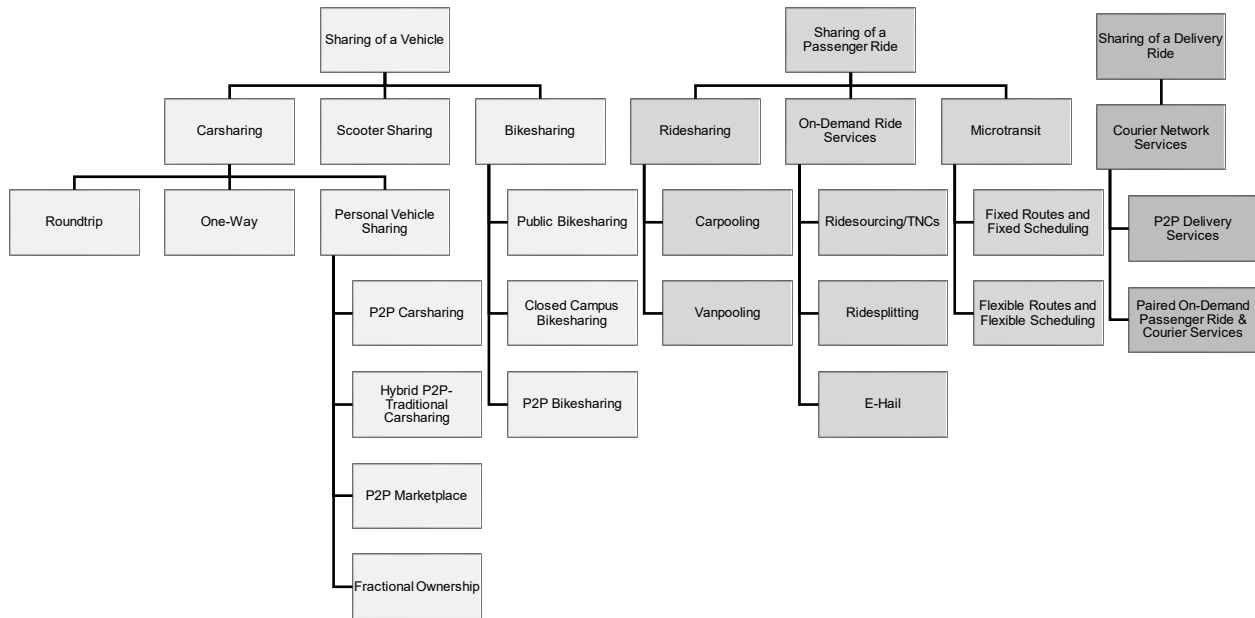 Sharing of a Vehicle
Sharing of a
Passenger Ride
Sharing of a Delivery
Ride
Carsharing
Scooter Sharing
Bikesharing
Ridesharing
On-Demand Ride
Services
Microtransit
Courier Network
Services
Roundtrip
One-Way
Personal Vehicle
Sharing
Public Bikesharing
Carpooling
Ridesourcing/TNCs
Fixed Routes and
Fixed Scheduling
P2P Delivery
Services
P2P Carsharing
Closed Campus
Bikesharing
Vanpooling
Ridesplitting
Flexible Routes and
Flexible Scheduling
Paired On-Demand
Passenger Ride &
Courier Services
Hybrid P2P-
Traditional
Carsharing
P2P Bikesharing
E-Hail
P2P Marketplace
Fractional Ownership